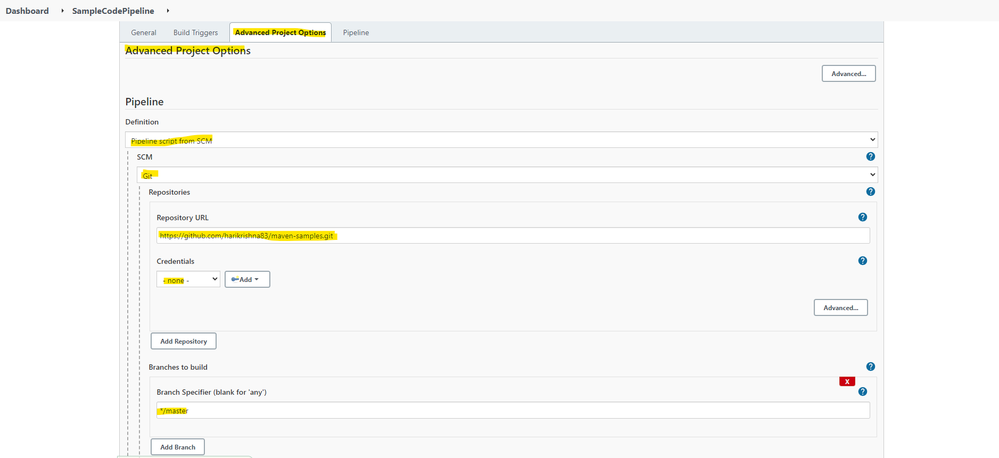 Dashboard SampleCodePipeline
General Build Triggers Advanced Project Options Pipeline
Advanced Project Options
Advanced...
Pipeline
Definition
Pipeline script from SCM
SCM
?
Git
Repositories
?
Repository URL
?
https://github.com/harikrishna83/maven-samples.git
Credentials
?
- none - Add
Advanced...
Add Repository
Branches to build
?
X
Branch Specifier (blank for 'any')
?
*/master
Add Branch